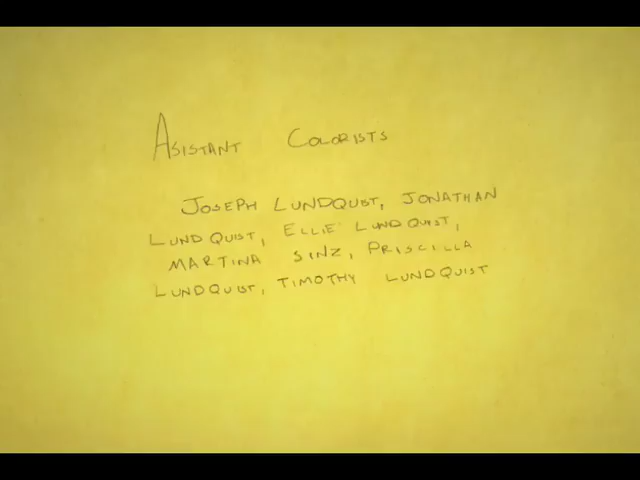 Asistant Colorists
Joseph Lundquist, Jonathan
Lundquist, Ellie Lundquist,
Martina Sinz, Priscilla
Lundquist, Timothy Lundquist